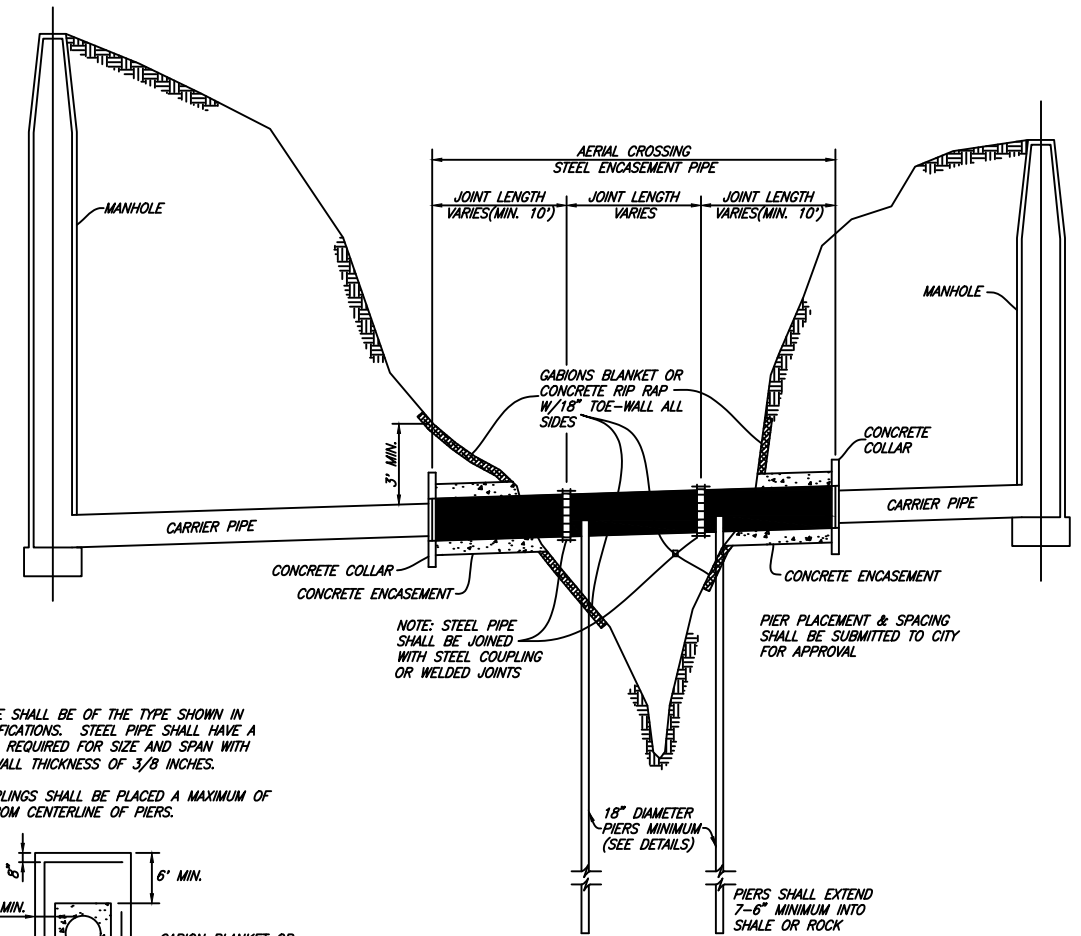 AERIAL CROSSING
STEEL ENCASEMENT PIPE
JOINT LENGTH
VARIES(MIN. 10')
JOINT LENGTH
VARIES
JOINT LENGTH
VARIES(MIN. 10')
MANHOLE
MANHOLE
GABIONS BLANKET OR
CONCRETE RIP RAP
W/18" TOE-WALL ALL
SIDES
3' MIN.
CONCRETE
COLLAR
CARRIER PIPE
CARRIER PIPE
CONCRETE COLLAR
CONCRETE ENCASEMENT
CONCRETE ENCASEMENT
NOTE: STEEL PIPE
SHALL BE JOINED
WITH STEEL COUPLING
OR WELDED JOINTS
PIER PLACEMENT & SPACING
SHALL BE SUBMITTED TO CITY
FOR APPROVAL
E SHALL BE OF THE TYPE SHOWN IN
IFICATIONS. STEEL PIPE SHALL HAVE A
REQUIRED FOR SIZE AND SPAN WITH
WALL THICKNESS OF 3/8 INCHES.
PLINGS SHALL BE PLACED A MAXIMUM OF
OM CENTERLINE OF PIERS.
18" DIAMETER
PIERS MINIMUM
(SEE DETAILS)
8"
6' MIN.
MIN.
PIERS SHALL EXTEND
7-6" MINIMUM INTO
SHALE OR ROCK